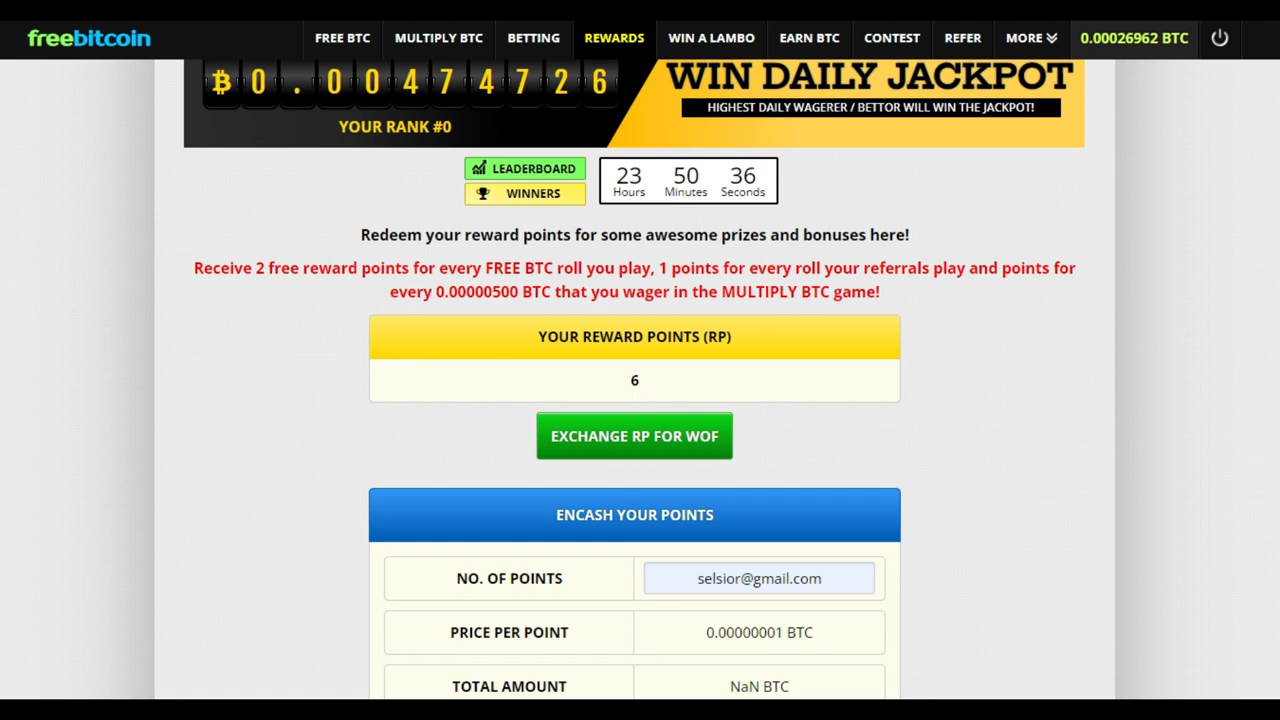 freebitcoin FREE BTC MULTIPLY BTC BETTING REWARDS WIN A LAMBO EARN BTC CONTEST REFER MORE 0.00026962 BTC
₿0.00474726
WIN DAILY JACKPOT
HIGHEST DAILY WAGERER / BETTOR WILL WIN THE JACKPOT!
YOUR RANK #0
LEADERBOARD
WINNERS
23 50 36
Hours Minutes Seconds
Redeem your reward points for some awesome prizes and bonuses here!
Receive 2 free reward points for every FREE BTC roll you play, 1 points for every roll your referrals play and points for
every 0.00000500 BTC that you wager in the MULTIPLY BTC game!
YOUR REWARD POINTS (RP)
6
EXCHANGE RP FOR WOF
ENCASH YOUR POINTS
NO. OF POINTS selsior@gmail.com
PRICE PER POINT 0.00000001 BTC
TOTAL AMOUNT NaN BTC